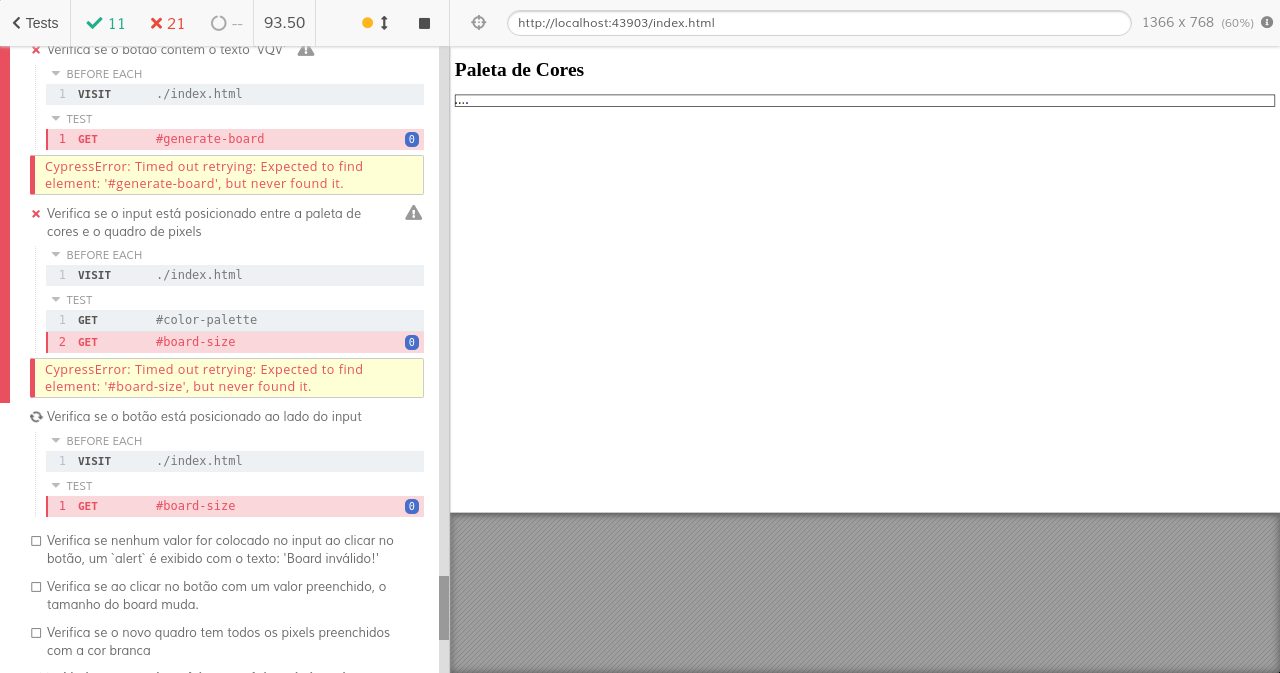 Tests 11 21 -- 93.50 http://localhost:43903/index.html 1366 x 768 (60%)
Verifica se o botão contém o texto 'VQV'
BEFORE EACH
1 VISIT ./index.html
TEST
1 GET #generate-board 0
CypressError: Timed out retrying: Expected to find
element: '#generate-board', but never found it.
Verifica se o input está posicionado entre a paleta de
cores e o quadro de pixels
BEFORE EACH
1 VISIT ./index.html
TEST
1 GET #color-palette
2 GET #board-size 0
CypressError: Timed out retrying: Expected to find
element: '#board-size', but never found it.
Verifica se o botão está posicionado ao lado do input
BEFORE EACH
1 VISIT ./index.html
TEST
1 GET #board-size 0
Verifica se nenhum valor for colocado no input ao clicar no
botão, um `alert` é exibido com o texto: 'Board inválido!'
Verifica se ao clicar no botão com um valor preenchido, o
tamanho do board muda.
Verifica se o novo quadro tem todos os pixels preenchidos
com a cor branca
Paleta de Cores
....